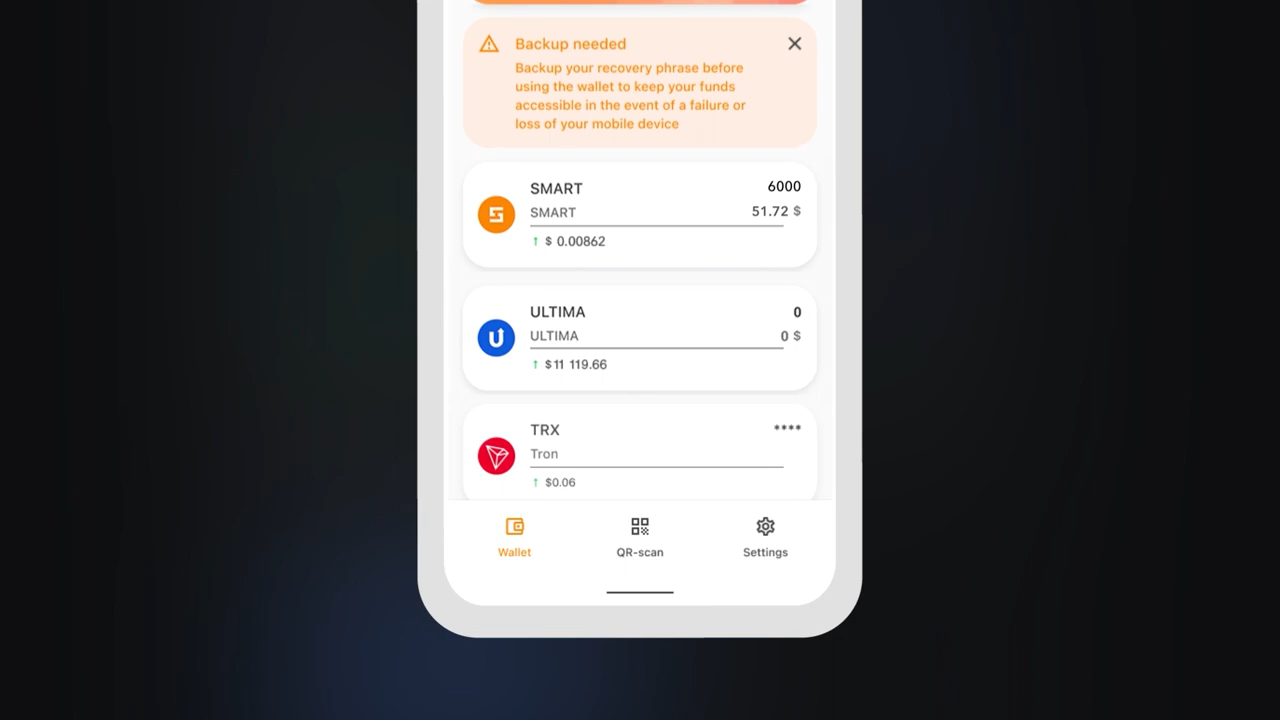 Backup needed
Backup your recovery phrase before
using the wallet to keep your funds
accessible in the event of a failure or
loss of your mobile device
SMART 6000
SMART 51.72 $
↑ $ 0.00862
ULTIMA 0
ULTIMA 0 $
↑ $11 119.66
TRX ****
Tron
↑ $0.06
Wallet QR-scan Settings